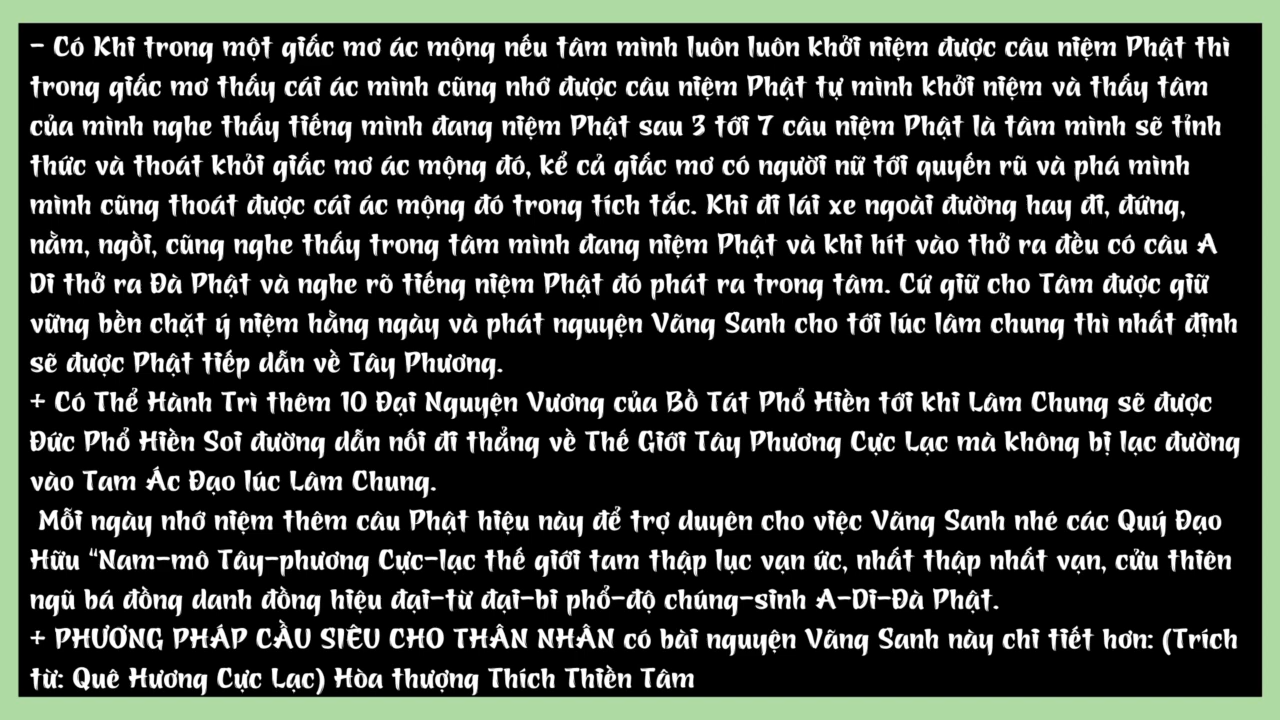 - Có Khi trong một giấc mơ ác mộng nếu tâm mình luôn luôn khởi niệm được câu niệm Phật thì
trong giấc mơ thấy cái ác mình cũng nhớ được câu niệm Phật tự mình khởi niệm và thấy tâm
của mình nghe thấy tiếng mình đang niệm Phật sau 3 tới 7 câu niệm Phật là tâm mình sẽ tỉnh
thức và thoát khỏi giấc mơ ác mộng đó, kể cả giấc mơ có người nữ tới quyến rũ và phá mình
mình cũng thoát được cái ác mộng đó trong tích tắc. Khi đi lái xe ngoài đường hay đi, đứng,
nằm, ngồi, cũng nghe thấy trong tâm mình đang niệm Phật và khi hít vào thở ra đều có câu A
Di thở ra Đà Phật và nghe rõ tiếng niệm Phật đó phát ra trong tâm. Cứ giữ cho Tâm được giữ
vững bền chặt ý niệm hằng ngày và phát nguyện Vãng Sanh cho tới lúc lâm chung thì nhất định
sẽ được Phật tiếp dẫn về Tây Phương.
+ Có Thể Hành Trì thêm 10 Đại Nguyện Vương của Bồ Tát Phổ Hiền tới khi Lâm Chung sẽ được
Đức Phổ Hiền Soi đường dẫn nối đi thẳng về Thế Giới Tây Phương Cực Lạc mà không bị lạc đường
vào Tam Ác Đạo lúc Lâm Chung.
Mỗi ngày nhớ niệm thêm câu Phật hiệu này để trợ duyên cho việc Vãng Sanh nhé các Quý Đạo
Hữu “Nam-mô Tây-phương Cực-lạc thế giới tam thập lục vạn ức, nhất thập nhất vạn, cửu thiên
ngũ bá đồng danh đồng hiệu đại-từ đại-bi phổ-độ chúng-sinh A-Di-Đà Phật.
+ PHƯƠNG PHÁP CẦU SIÊU CHO THÂN NHÂN có bài nguyện Vãng Sanh này chi tiết hơn: (Trích
từ: Quê Hương Cực Lạc) Hòa thượng Thích Thiền Tâm